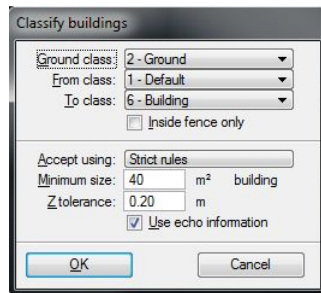 Classify buildings
Ground class: 2 - Ground
From class: 1 - Default
To class: 6 - Building
Inside fence only
Accept using: Strict rules
Minimum size: 40 m² building
Z tolerance: 0.20 m
Use echo information
OK Cancel